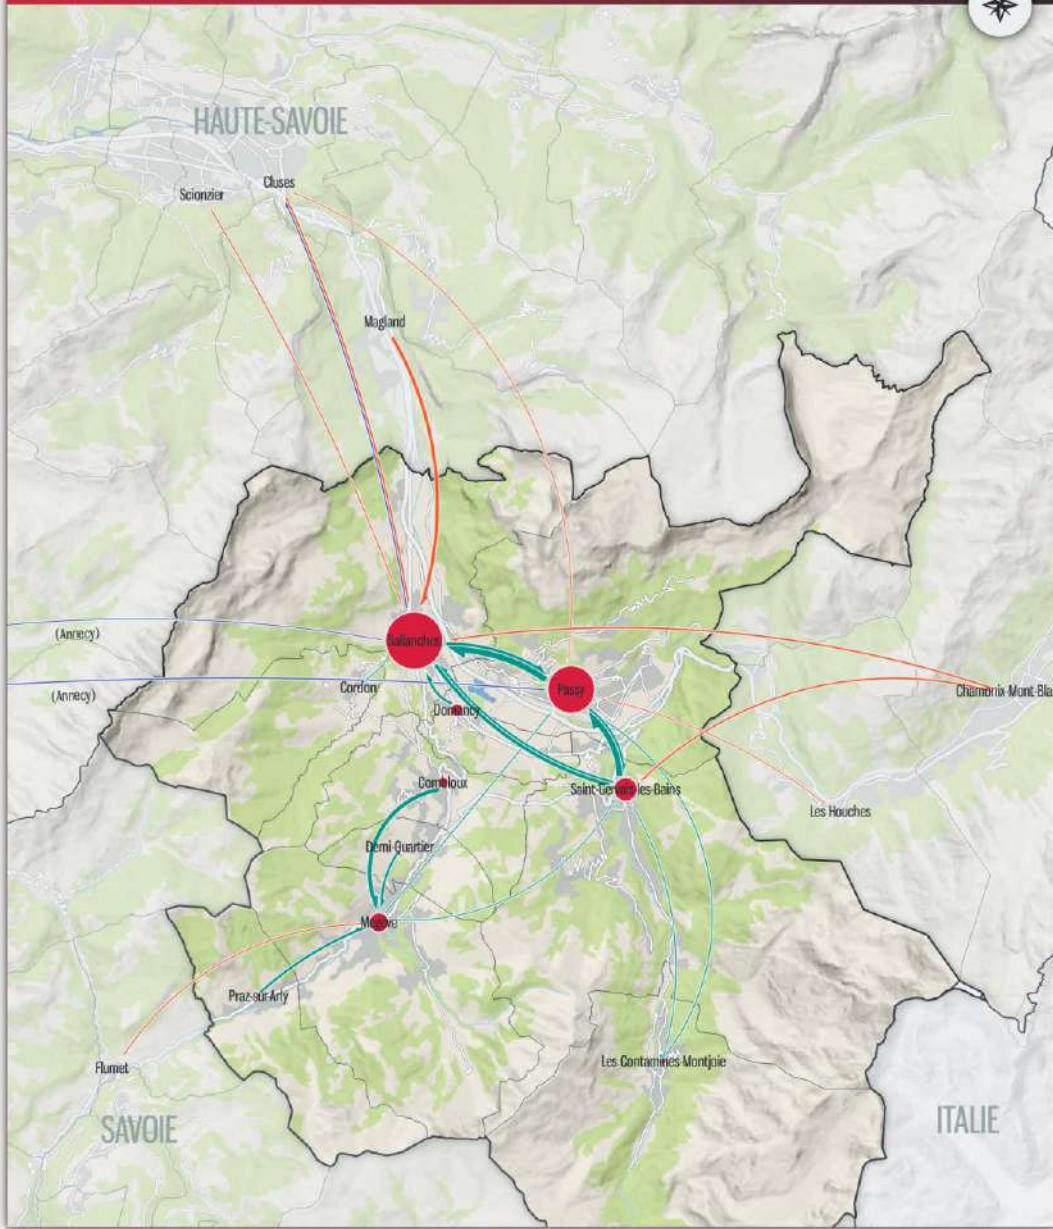 HAUTE-SAVOIE
Cluses
Scionzier
Magland
(Annecy)
Sallanches
(Annecy)
Cordon
Passy
Chamonix-Mont-Bla
Domancy
Combloux
Saint-Gervais-les-Bains
Les Houches
Demi-Quartier
Megève
Praz-sur-Arly
Flumet
Les Contamines-Montjoie
SAVOIE
ITALIE